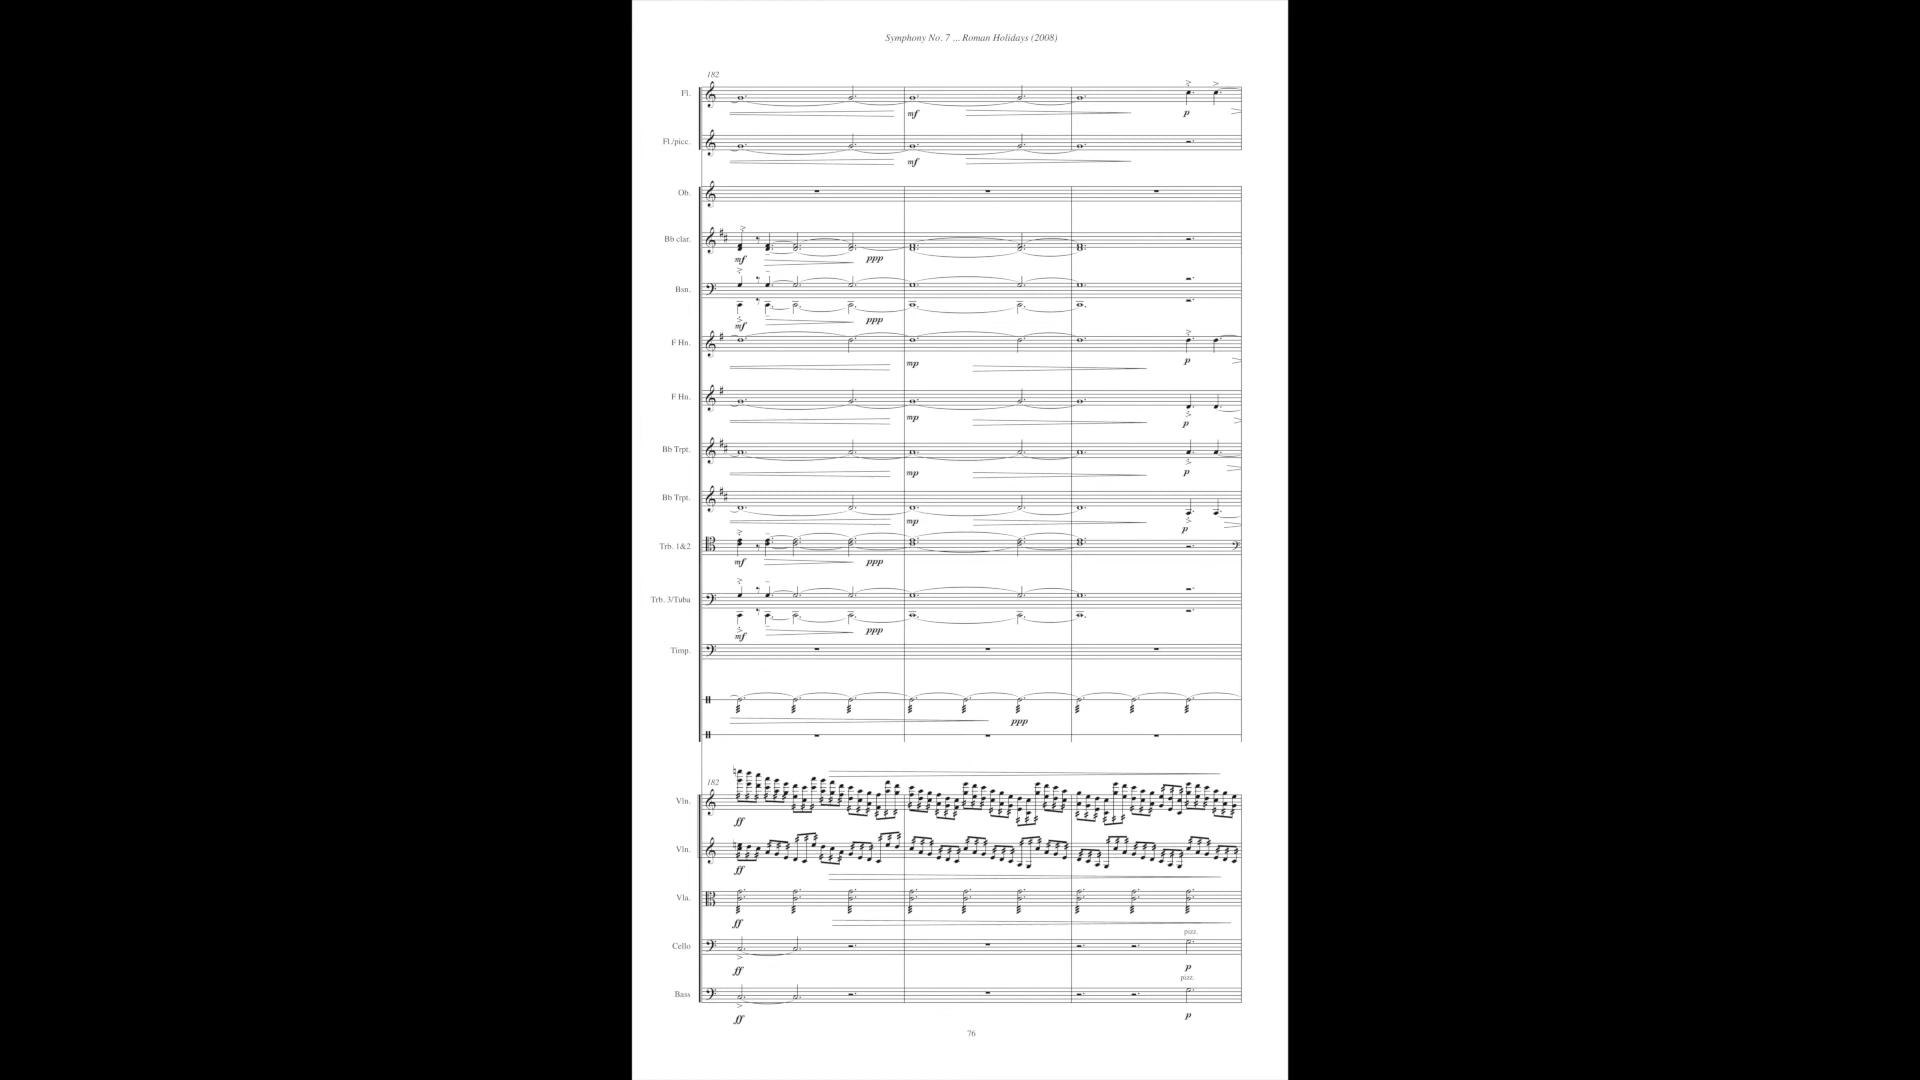 Symphony No. 7 ... Roman Holidays (2008)
182
Fl.
mf
p
Fl./picc.
mf
Ob.
Bb clar.
mf ppp
Bsn.
mf ppp
F Hn.
mp p
F Hn.
mp p
Bb Trpt.
mp p
Bb Trpt.
mp p
Trb. 1&2
mf ppp
Trb. 3/Tuba
mf ppp
Timp.
ppp
182
Vln.
ff
Vln.
ff
Vla.
ff
pizz.
Cello
ff p
pizz.
Bass
ff p
76